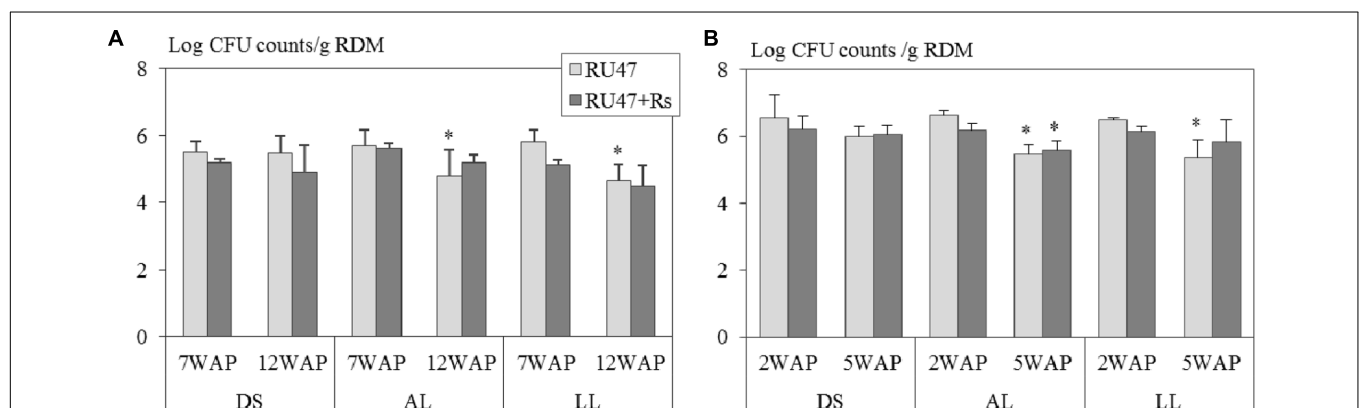 A
Log CFU counts/g RDM
RU47
RU47+Rs
8
6
4
2
0
*
*
7WAP 12WAP 7WAP 12WAP 7WAP 12WAP
DS AL LL
B
Log CFU counts /g RDM
8
6
4
2
0
* *
*
2WAP 5WAP 2WAP 5WAP 2WAP 5WAP
DS AL LL